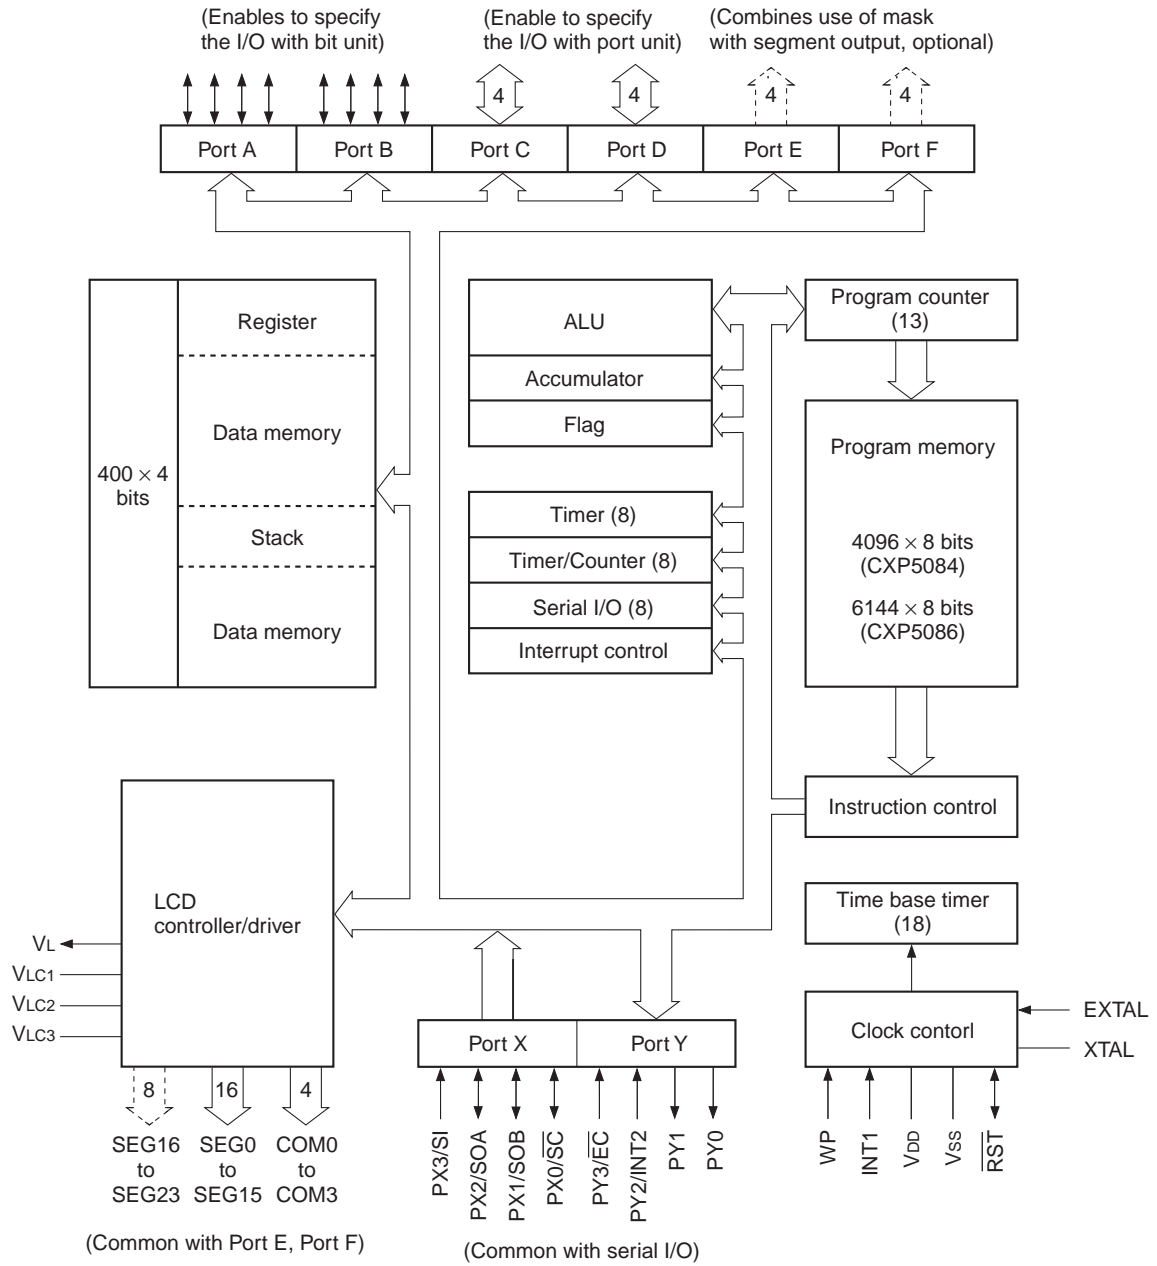 (Enables to specify
the I/O with bit unit)
(Enable to specify
the I/O with port unit)
(Combines use of mask
with segment output, optional)
4
4
4
4
Port A
Port B
Port C
Port D
Port E
Port F
400 × 4
bits
Register
Data memory
Stack
Data memory
ALU
Accumulator
Flag
Timer (8)
Timer/Counter (8)
Serial I/O (8)
Interrupt control
Program counter
(13)
Program memory
4096 × 8 bits
(CXP5084)
6144 × 8 bits
(CXP5086)
Instruction control
Time base timer
(18)
Clock contorl
EXTAL
XTAL
WP
INT1
VDD
VSS
R̅S̅T̅
LCD
controller/driver
VL
VLC1
VLC2
VLC3
8
16
4
SEG16
to
SEG23
SEG0
to
SEG15
COM0
to
COM3
(Common with Port E, Port F)
Port X
Port Y
PX3/SI
PX2/SOA
PX1/SOB
PX0/S̅C̅
PY3/E̅C̅
PY2/INT2
PY1
PY0
(Common with serial I/O)